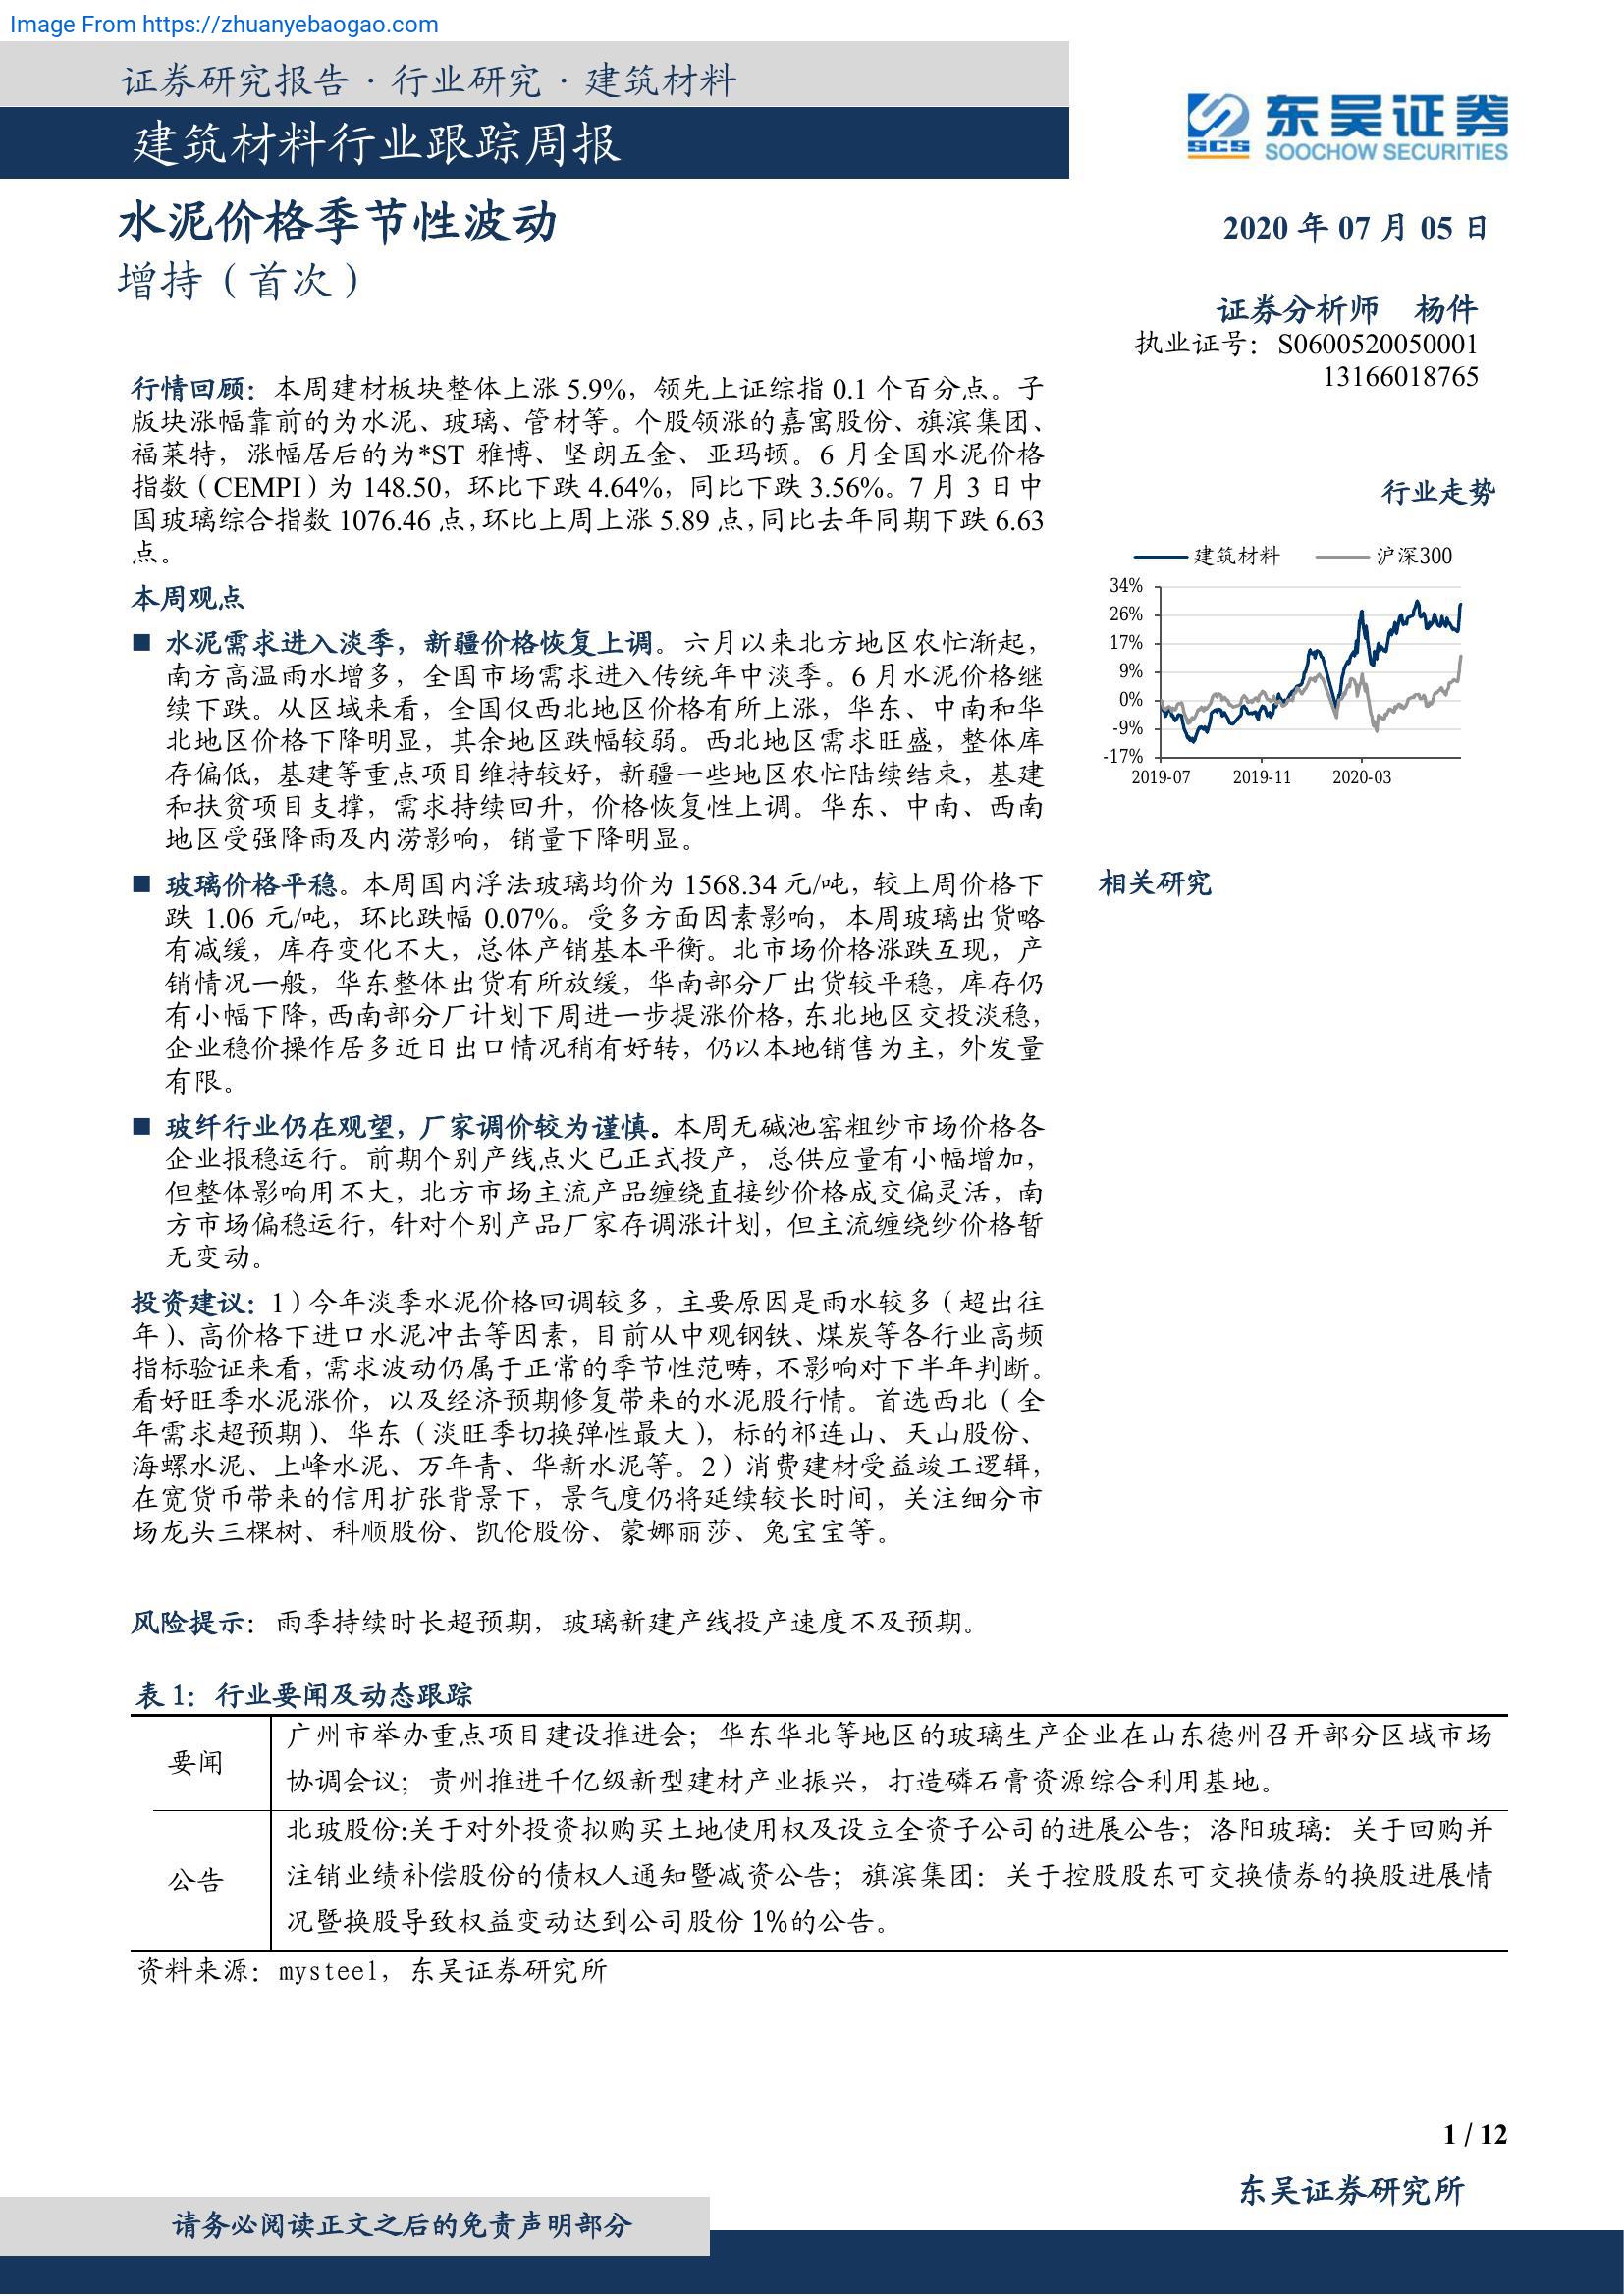 Image From https://zhuanyebaogao.com
证券研究报告·行业研究·建筑材料
建筑材料行业跟踪周报
东吴证券
SCS
SOOCHOW SECURITIES
水泥价格季节性波动
增持（首次）
2020 年 07 月 05 日
证券分析师 杨件
执业证号：S0600520050001
13166018765
行情回顾：本周建材板块整体上涨 5.9%，领先上证综指 0.1 个百分点。子
版块涨幅靠前的为水泥、玻璃、管材等。个股领涨的嘉寓股份、旗滨集团、
福莱特，涨幅居后的为*ST 雅博、坚朗五金、亚玛顿。6 月全国水泥价格
指数（CEMPI）为 148.50，环比下跌 4.64%，同比下跌 3.56%。7 月 3 日中
国玻璃综合指数 1076.46 点，环比上周上涨 5.89 点，同比去年同期下跌 6.63
点。
本周观点
■ 水泥需求进入淡季，新疆价格恢复上调。六月以来北方地区农忙渐起，
南方高温雨水增多，全国市场需求进入传统年中淡季。6 月水泥价格继
续下跌。从区域来看，全国仅西北地区价格有所上涨，华东、中南和华
北地区价格下降明显，其余地区跌幅较弱。西北地区需求旺盛，整体库
存偏低，基建等重点项目维持较好，新疆一些地区农忙陆续结束，基建
和扶贫项目支撑，需求持续回升，价格恢复性上调。华东、中南、西南
地区受强降雨及内涝影响，销量下降明显。
■ 玻璃价格平稳。本周国内浮法玻璃均价为 1568.34 元/吨，较上周价格下
跌 1.06 元/吨，环比跌幅 0.07%。受多方面因素影响，本周玻璃出货略
有减缓，库存变化不大，总体产销基本平衡。北市场价格涨跌互现，产
销情况一般，华东整体出货有所放缓，华南部分厂出货较平稳，库存仍
有小幅下降，西南部分厂计划下周进一步提涨价格，东北地区交投淡稳，
企业稳价操作居多近日出口情况稍有好转，仍以本地销售为主，外发量
有限。
■ 玻纤行业仍在观望，厂家调价较为谨慎。本周无碱池窑粗纱市场价格各
企业报稳运行。前期个别产线点火已正式投产，总供应量有小幅增加，
但整体影响用不大，北方市场主流产品缠绕直接纱价格成交偏灵活，南
方市场偏稳运行，针对个别产品厂家存调涨计划，但主流缠绕纱价格暂
无变动。
投资建议：1）今年淡季水泥价格回调较多，主要原因是雨水较多（超出往
年）、高价格下进口水泥冲击等因素，目前从中观钢铁、煤炭等各行业高频
指标验证来看，需求波动仍属于正常的季节性范畴，不影响对下半年判断。
看好旺季水泥涨价，以及经济预期修复带来的水泥股行情。首选西北（全
年需求超预期）、华东（淡旺季切换弹性最大），标的祁连山、天山股份、
海螺水泥、上峰水泥、万年青、华新水泥等。2）消费建材受益竣工逻辑，
在宽货币带来的信用扩张背景下，景气度仍将延续较长时间，关注细分市
场龙头三棵树、科顺股份、凯伦股份、蒙娜丽莎、兔宝宝等。
风险提示：雨季持续时长超预期，玻璃新建产线投产速度不及预期。
行业走势
建筑材料 沪深300
34%
26%
17%
9%
0%
-9%
-17%
2019-07 2019-11 2020-03
相关研究
表 1：行业要闻及动态跟踪
要闻
广州市举办重点项目建设推进会；华东华北等地区的玻璃生产企业在山东德州召开部分区域市场
协调会议；贵州推进千亿级新型建材产业振兴，打造磷石膏资源综合利用基地。
公告
北玻股份:关于对外投资拟购买土地使用权及设立全资子公司的进展公告；洛阳玻璃：关于回购并
注销业绩补偿股份的债权人通知暨减资公告；旗滨集团：关于控股股东可交换债券的换股进展情
况暨换股导致权益变动达到公司股份 1%的公告。
资料来源：mysteel，东吴证券研究所
1 / 12
东吴证券研究所
请务必阅读正文之后的免责声明部分